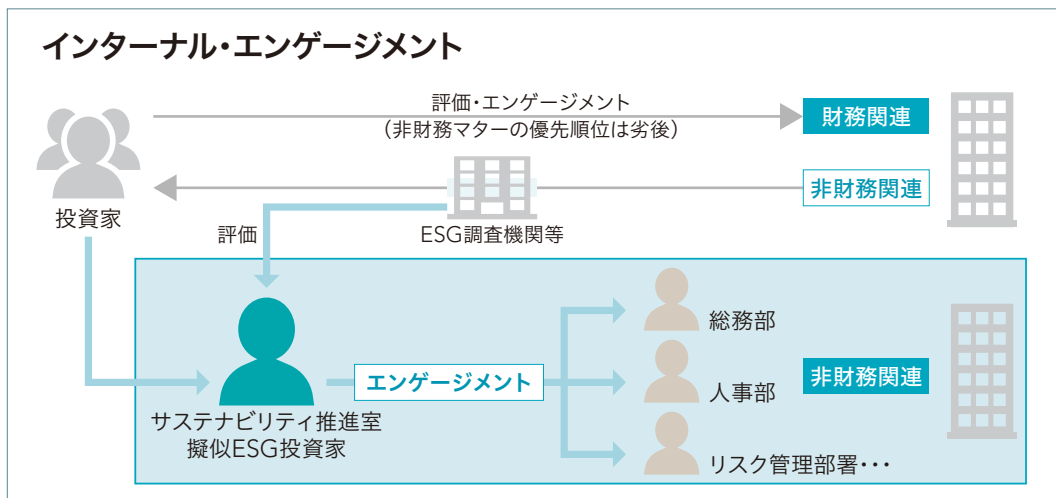 インターナル・エンゲージメント
評価・エンゲージメント
（非財務マターの優先順位は劣後）
財務関連
非財務関連
投資家
評価
ESG調査機関等
サステナビリティ推進室
擬似ESG投資家
エンゲージメント
総務部
人事部
非財務関連
リスク管理部署・・・